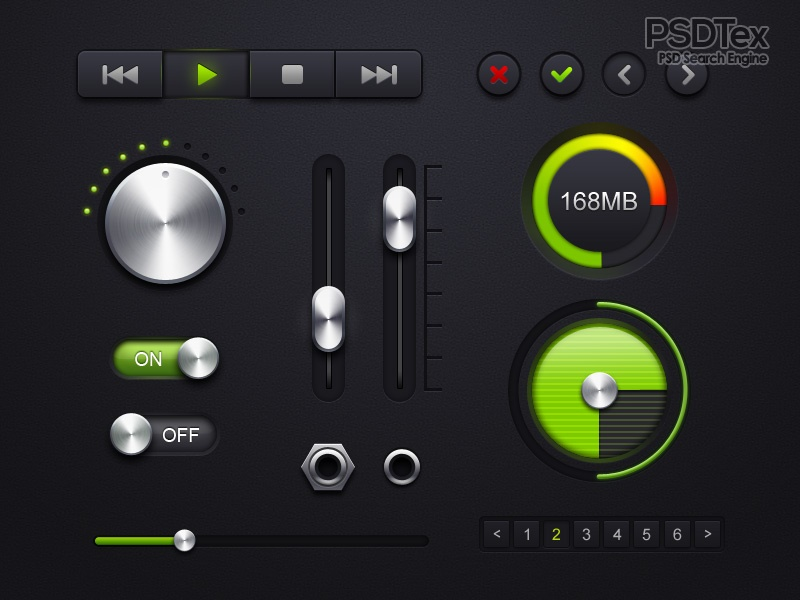 PSDTex
PSD Search Engine
168MB
ON
OFF
< 1 2 3 4 5 6 >